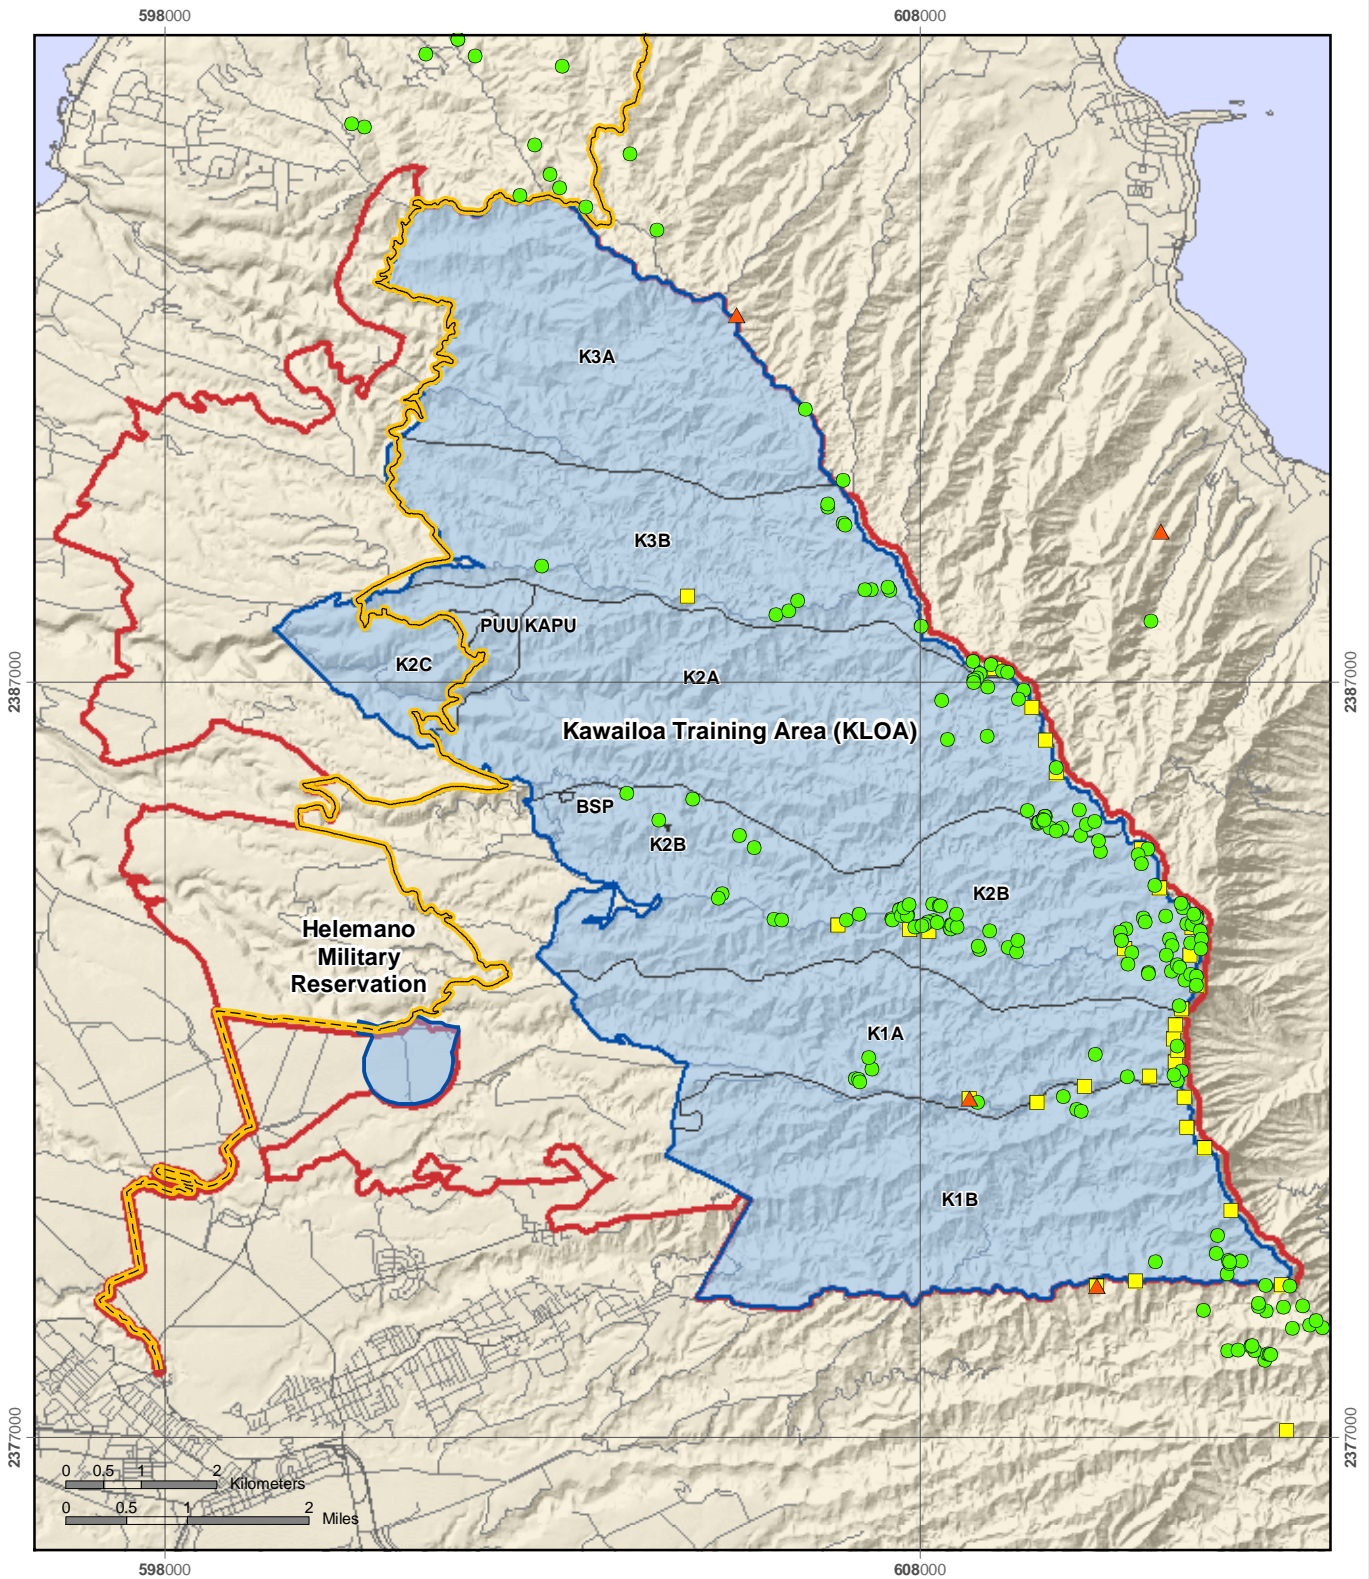 598000
608000
K3A
K3B
PUU KAPU
K2C
K2A
2387000
2387000
Kawailoa Training Area (KLOA)
BSP
K2B
K2B
Helemano
Military
Reservation
K1A
K1B
2377000
2377000
0 0.5 1 2
Kilometers
0 0.5 1 2
Miles
598000
608000